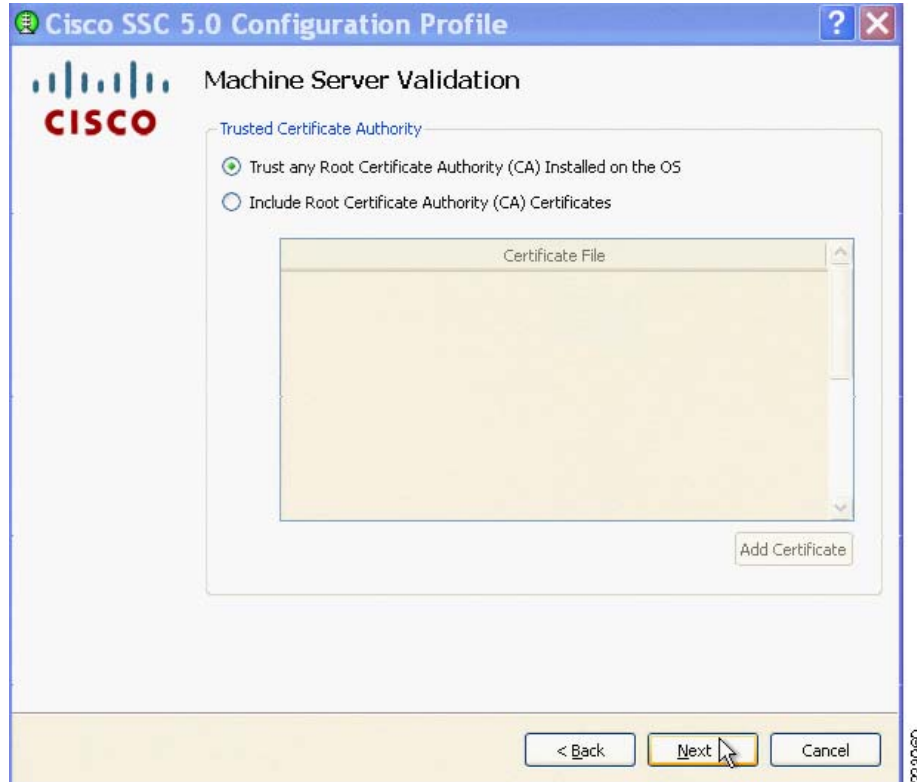 Cisco SSC 5.0 Configuration Profile
CISCO
Machine Server Validation
Trusted Certificate Authority
Trust any Root Certificate Authority (CA) Installed on the OS
Include Root Certificate Authority (CA) Certificates
Certificate File
Add Certificate
< Back
Next
Cancel